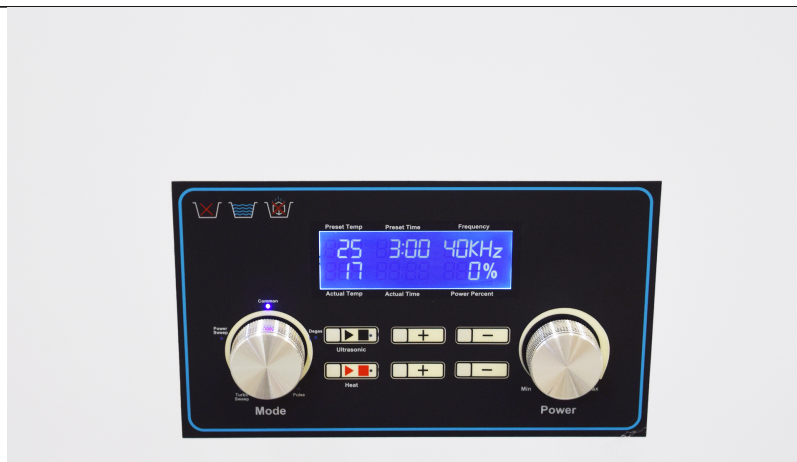 Preset Temp Preset Time Frequency
25 3:00 40KHz
17 0%
Actual Temp Actual Time Power Percent
Common
Power
Sweep
Degas
Turbo
Sweep
Pulse
Mode
Ultrasonic
+ −
Heat
+ −
Min
Power